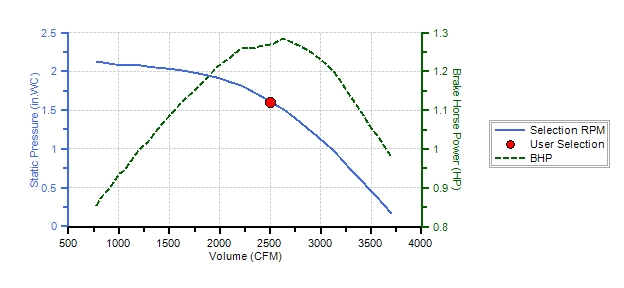 2.5
2
1.5
1
0.5
0
Static Pressure (in.WC)
1.3
1.2
1.1
1
0.9
0.8
Brake Horse Power (HP)
500 1000 1500 2000 2500 3000 3500 4000
Volume (CFM)
Selection RPM
User Selection
BHP